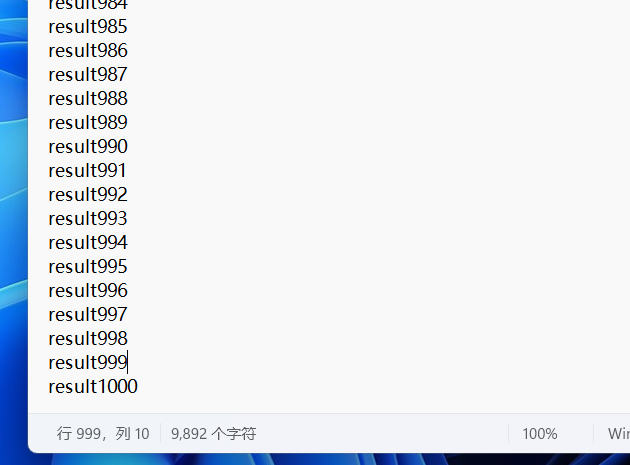 result984
result985
result986
result987
result988
result989
result990
result991
result992
result993
result994
result995
result996
result997
result998
result999
result1000
行 999，列 10 9,892 个字符 100% Win